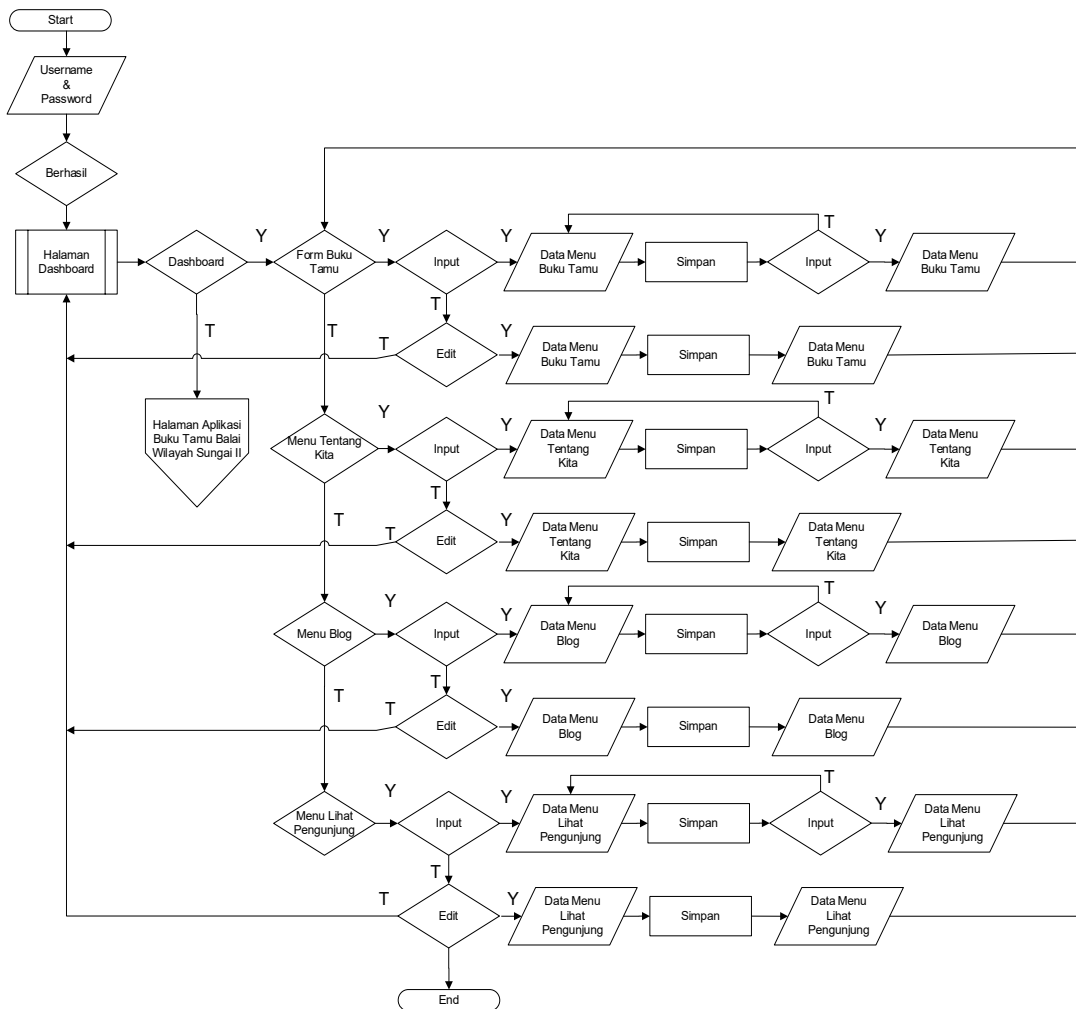 Start
Username
&
Password
Berhasil
Halaman
Dashboard
Dashboard
Y
T
Halaman Aplikasi
Buku Tamu Balai
Wilayah Sungai II
Form Buku
Tamu
Y
T
Input
Y
T
Data Menu
Buku Tamu
Simpan
Input
T
Y
Data Menu
Buku Tamu
T
Edit
Y
Data Menu
Buku Tamu
Simpan
Data Menu
Buku Tamu
Menu Tentang
Kita
Y
T
Input
Y
T
Data Menu
Tentang
Kita
Simpan
Input
T
Y
Data Menu
Tentang
Kita
T
Edit
Y
Data Menu
Tentang
Kita
Simpan
Data Menu
Tentang
Kita
Menu Blog
Y
T
Input
Y
T
Data Menu
Blog
Simpan
Input
T
Y
Data Menu
Blog
T
Edit
Y
Data Menu
Blog
Simpan
Data Menu
Blog
Menu Lihat
Pengunjung
Y
Input
Y
T
Data Menu
Lihat
Pengunjung
Simpan
Input
T
Y
Data Menu
Lihat
Pengunjung
T
Edit
Y
Data Menu
Lihat
Pengunjung
Simpan
Data Menu
Lihat
Pengunjung
End